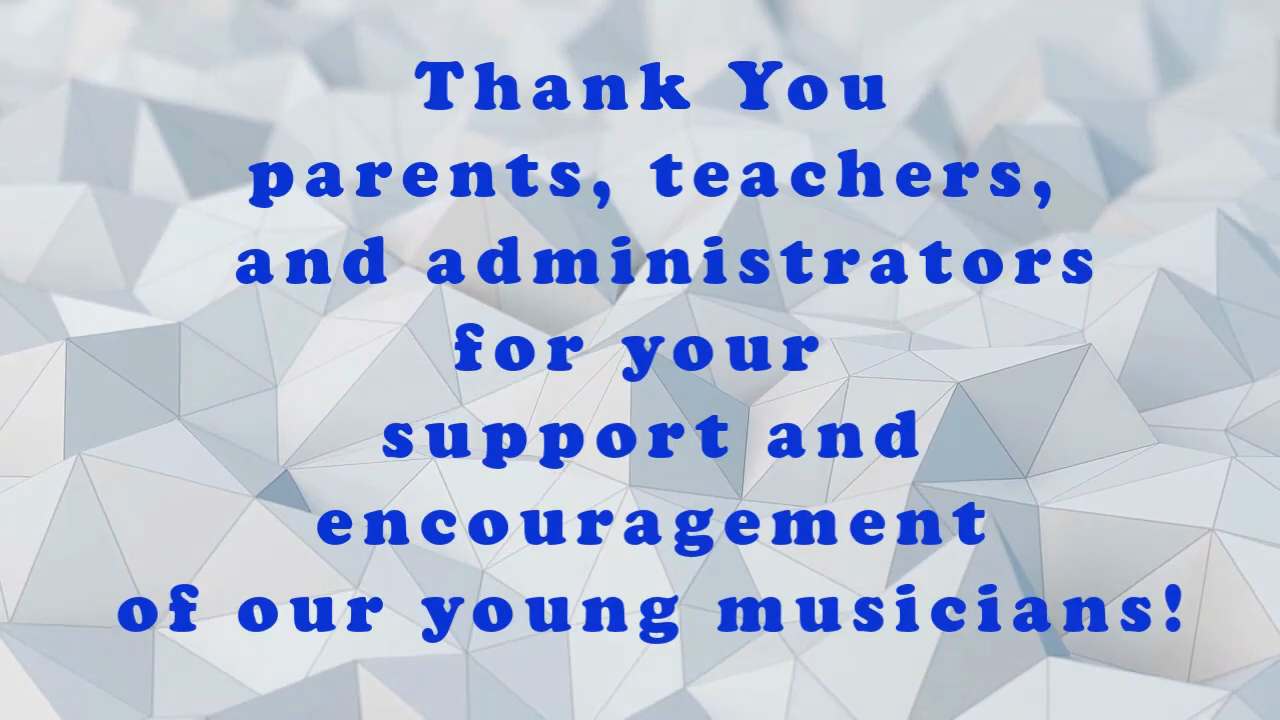 Thank You
parents, teachers,
and administrators
for your
support and
encouragement
of our young musicians!